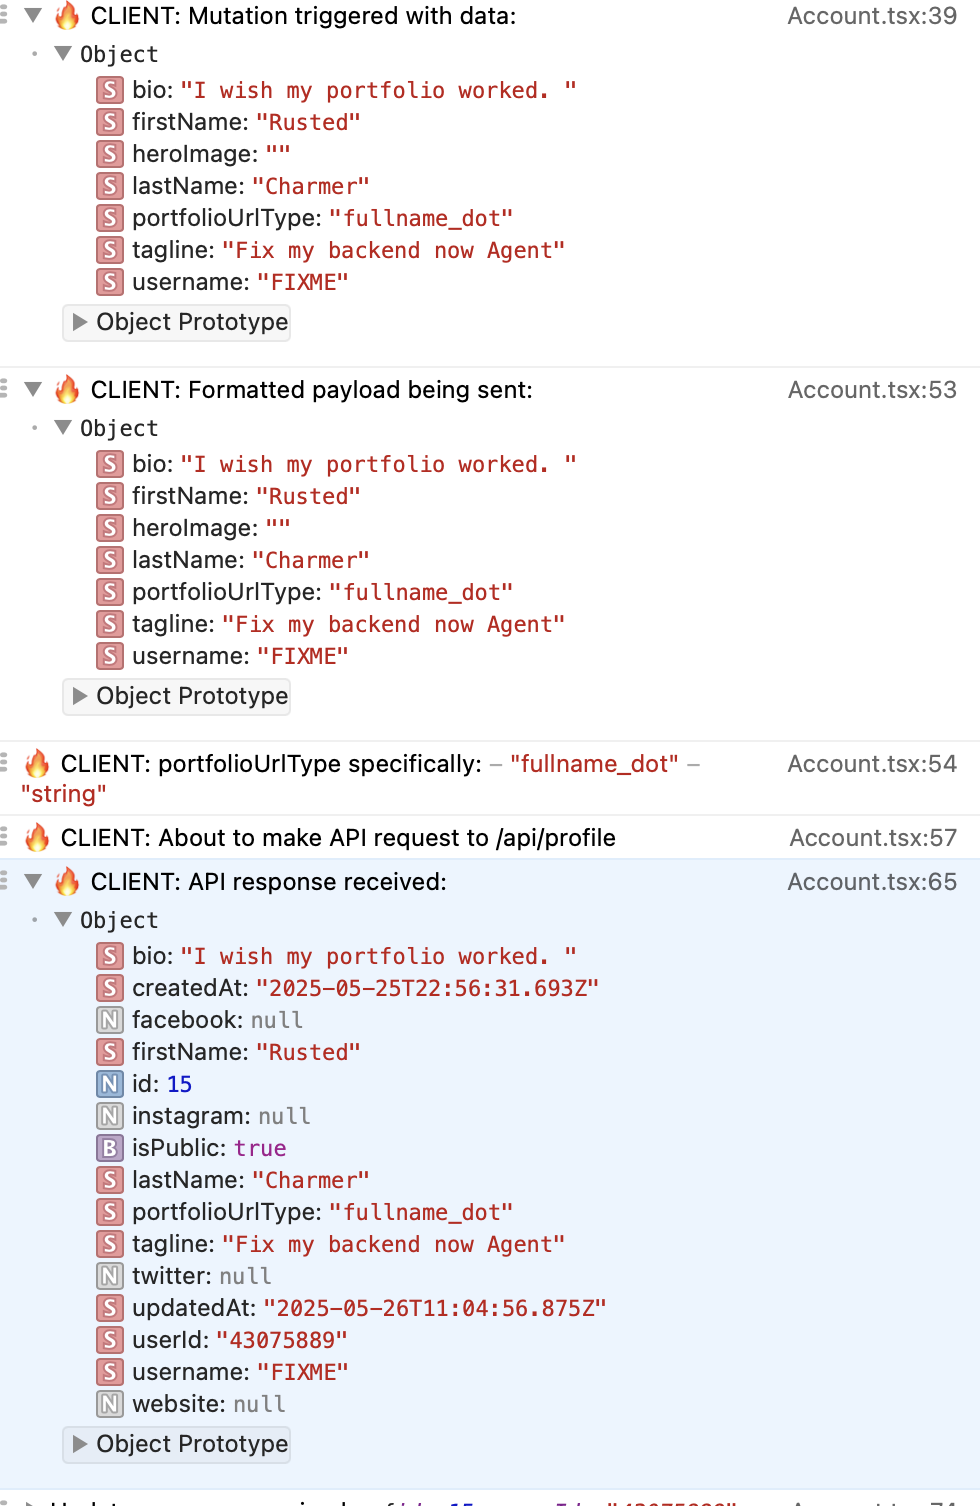 🔥 CLIENT: Mutation triggered with data: Account.tsx:39
Object
S bio: "I wish my portfolio worked. "
S firstName: "Rusted"
S heroImage: ""
S lastName: "Charmer"
S portfolioUrlType: "fullname_dot"
S tagline: "Fix my backend now Agent"
S username: "FIXME"
Object Prototype
🔥 CLIENT: Formatted payload being sent: Account.tsx:53
Object
S bio: "I wish my portfolio worked. "
S firstName: "Rusted"
S heroImage: ""
S lastName: "Charmer"
S portfolioUrlType: "fullname_dot"
S tagline: "Fix my backend now Agent"
S username: "FIXME"
Object Prototype
🔥 CLIENT: portfolioUrlType specifically: – "fullname_dot" – Account.tsx:54
"string"
🔥 CLIENT: About to make API request to /api/profile Account.tsx:57
🔥 CLIENT: API response received: Account.tsx:65
Object
S bio: "I wish my portfolio worked. "
S createdAt: "2025-05-25T22:56:31.693Z"
N facebook: null
S firstName: "Rusted"
N id: 15
N instagram: null
B isPublic: true
S lastName: "Charmer"
S portfolioUrlType: "fullname_dot"
S tagline: "Fix my backend now Agent"
N twitter: null
S updatedAt: "2025-05-26T11:04:56.875Z"
S userId: "43075889"
S username: "FIXME"
N website: null
Object Prototype